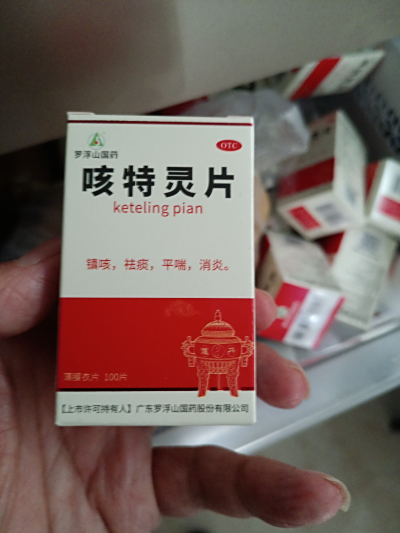 罗浮山国药
OTC
咳特灵片
keteling pian
镇咳，祛痰，平喘，消炎。
薄膜衣片 100片
【上市许可持有人】广东罗浮山国药股份有限公司